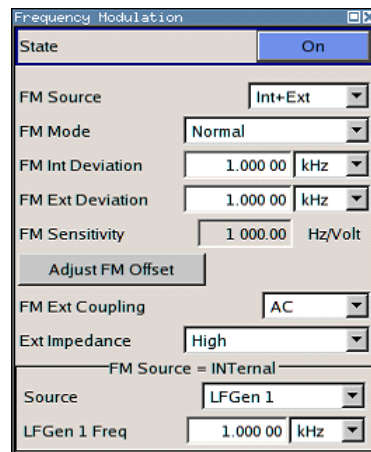 Frequency Modulation
State On
FM Source Int+Ext
FM Mode Normal
FM Int Deviation 1.000 00 kHz
FM Ext Deviation 1.000 00 kHz
FM Sensitivity 1 000.00 Hz/Volt
Adjust FM Offset
FM Ext Coupling AC
Ext Impedance High
FM Source = INTernal
Source LFGen 1
LFGen 1 Freq 1.000 00 kHz